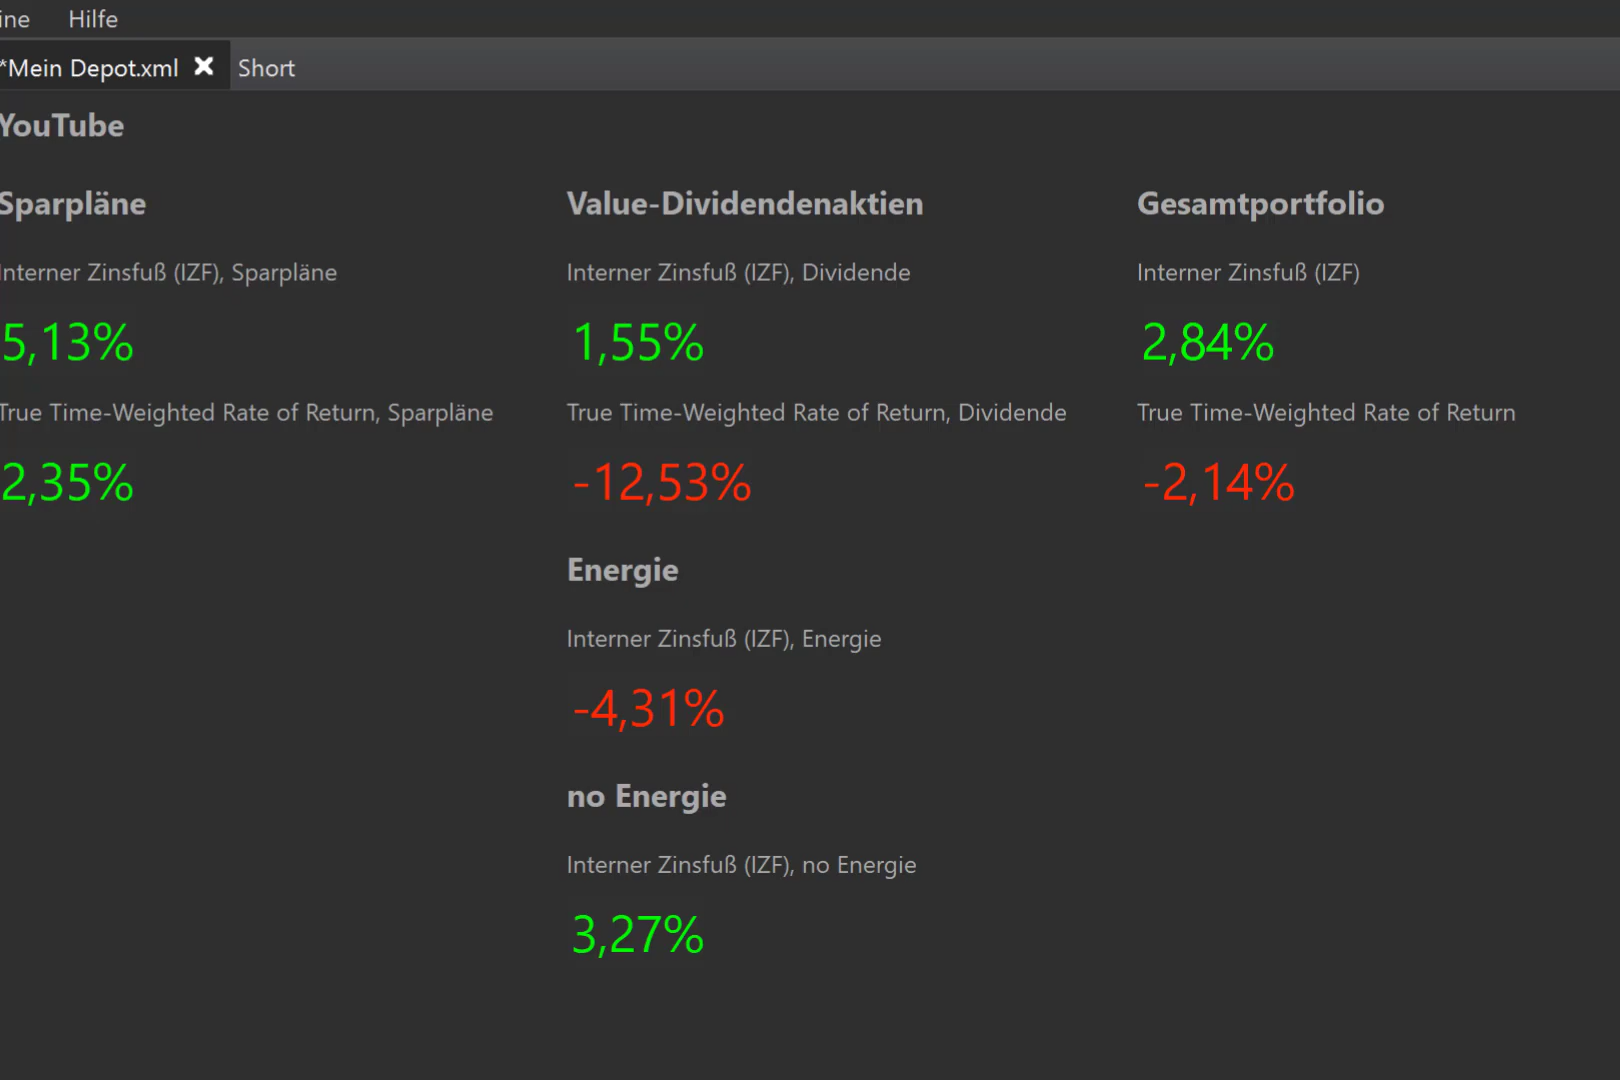 ine Hilfe
*Mein Depot.xml Short
YouTube
Sparpläne
Interner Zinsfuß (IZF), Sparpläne
5,13%
True Time-Weighted Rate of Return, Sparpläne
2,35%
Value-Dividendenaktien
Interner Zinsfuß (IZF), Dividende
1,55%
True Time-Weighted Rate of Return, Dividende
-12,53%
Energie
Interner Zinsfuß (IZF), Energie
-4,31%
no Energie
Interner Zinsfuß (IZF), no Energie
3,27%
Gesamtportfolio
Interner Zinsfuß (IZF)
2,84%
True Time-Weighted Rate of Return
-2,14%